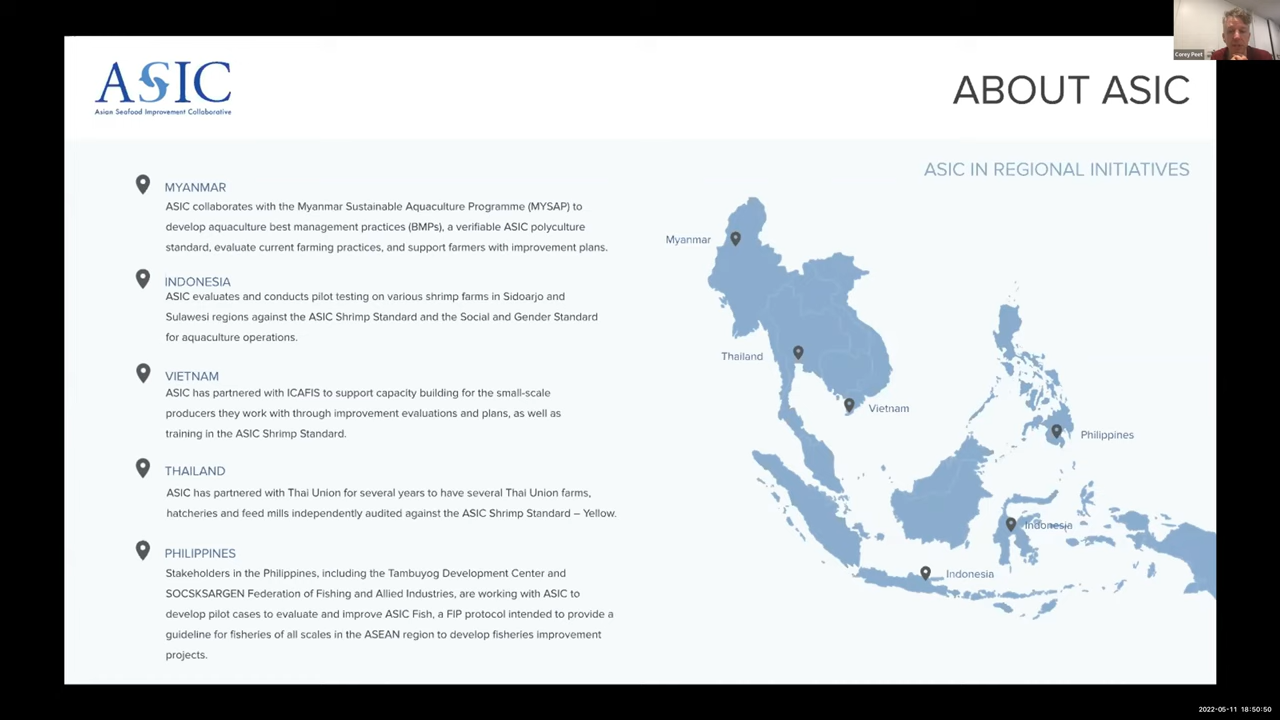 Corey Peet
ASIC
Asian Seafood Improvement Collaborative
ABOUT ASIC
ASIC IN REGIONAL INITIATIVES
MYANMAR
ASIC collaborates with the Myanmar Sustainable Aquaculture Programme (MYSAP) to
develop aquaculture best management practices (BMPs), a verifiable ASIC polyculture
standard, evaluate current farming practices, and support farmers with improvement plans.
INDONESIA
ASIC evaluates and conducts pilot testing on various shrimp farms in Sidoarjo and
Sulawesi regions against the ASIC Shrimp Standard and the Social and Gender Standard
for aquaculture operations.
VIETNAM
ASIC has partnered with ICAFIS to support capacity building for the small-scale
producers they work with through improvement evaluations and plans, as well as
training in the ASIC Shrimp Standard.
THAILAND
ASIC has partnered with Thai Union for several years to have several Thai Union farms,
hatcheries and feed mills independently audited against the ASIC Shrimp Standard – Yellow.
PHILIPPINES
Stakeholders in the Philippines, including the Tambuyog Development Center and
SOCSKSARGEN Federation of Fishing and Allied Industries, are working with ASIC to
develop pilot cases to evaluate and improve ASIC Fish, a FIP protocol intended to provide a
guideline for fisheries of all scales in the ASEAN region to develop fisheries improvement
projects.
Myanmar
Thailand
Vietnam
Philippines
Indonesia
Indonesia
2022-05-11 18:50:50